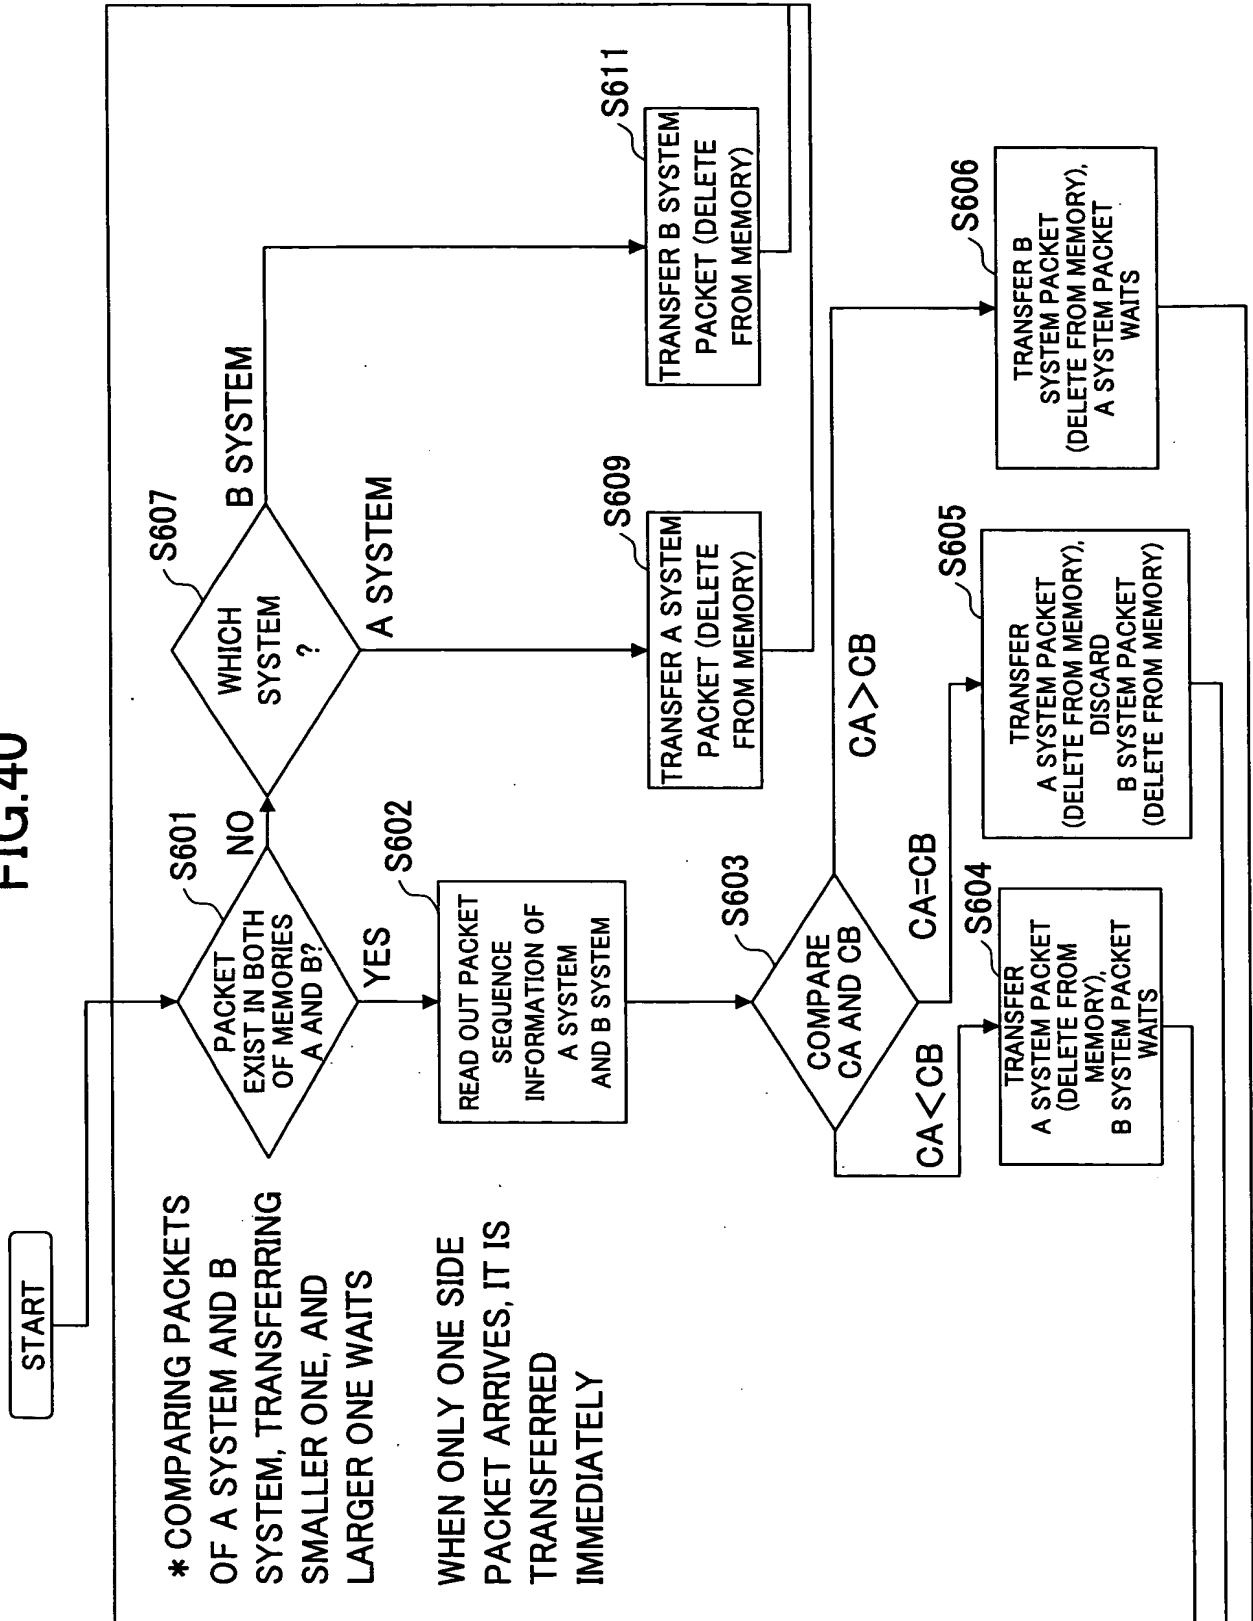 FIG.40
START
* COMPARING PACKETS
OF A SYSTEM AND B
SYSTEM, TRANSFERRING
SMALLER ONE, AND
LARGER ONE WAITS
WHEN ONLY ONE SIDE
PACKET ARRIVES, IT IS
TRANSFERRED
IMMEDIATELY
S601
PACKET
EXIST IN BOTH
OF MEMORIES
A AND B?
NO
YES
S607
WHICH
SYSTEM
?
B SYSTEM
A SYSTEM
S602
READ OUT PACKET
SEQUENCE
INFORMATION OF
A SYSTEM
AND B SYSTEM
S609
TRANSFER A SYSTEM
PACKET (DELETE
FROM MEMORY)
S611
TRANSFER B SYSTEM
PACKET (DELETE
FROM MEMORY)
S603
COMPARE
CA AND CB
CA<CB
CA=CB
CA>CB
S604
TRANSFER
A SYSTEM PACKET
(DELETE FROM
MEMORY),
B SYSTEM PACKET
WAITS
S605
TRANSFER
A SYSTEM PACKET
(DELETE FROM MEMORY),
DISCARD
B SYSTEM PACKET
(DELETE FROM MEMORY)
S606
TRANSFER B
SYSTEM PACKET
(DELETE FROM MEMORY),
A SYSTEM PACKET
WAITS